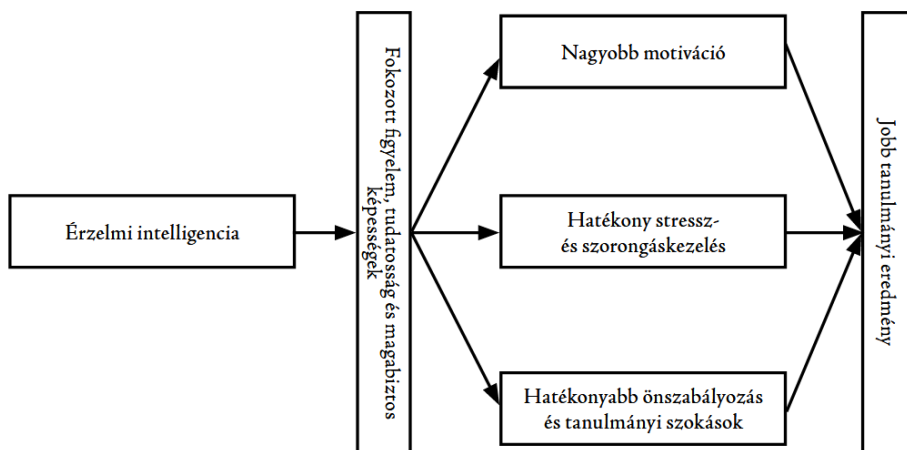 Érzelmi intelligencia
Fokozott figyelem, tudatosság és magabiztos
képességek
Nagyobb motiváció
Hatékony stressz-
és szorongáskezelés
Hatékonyabb önszabályozás
és tanulmányi szokások
Jobb tanulmányi eredmény